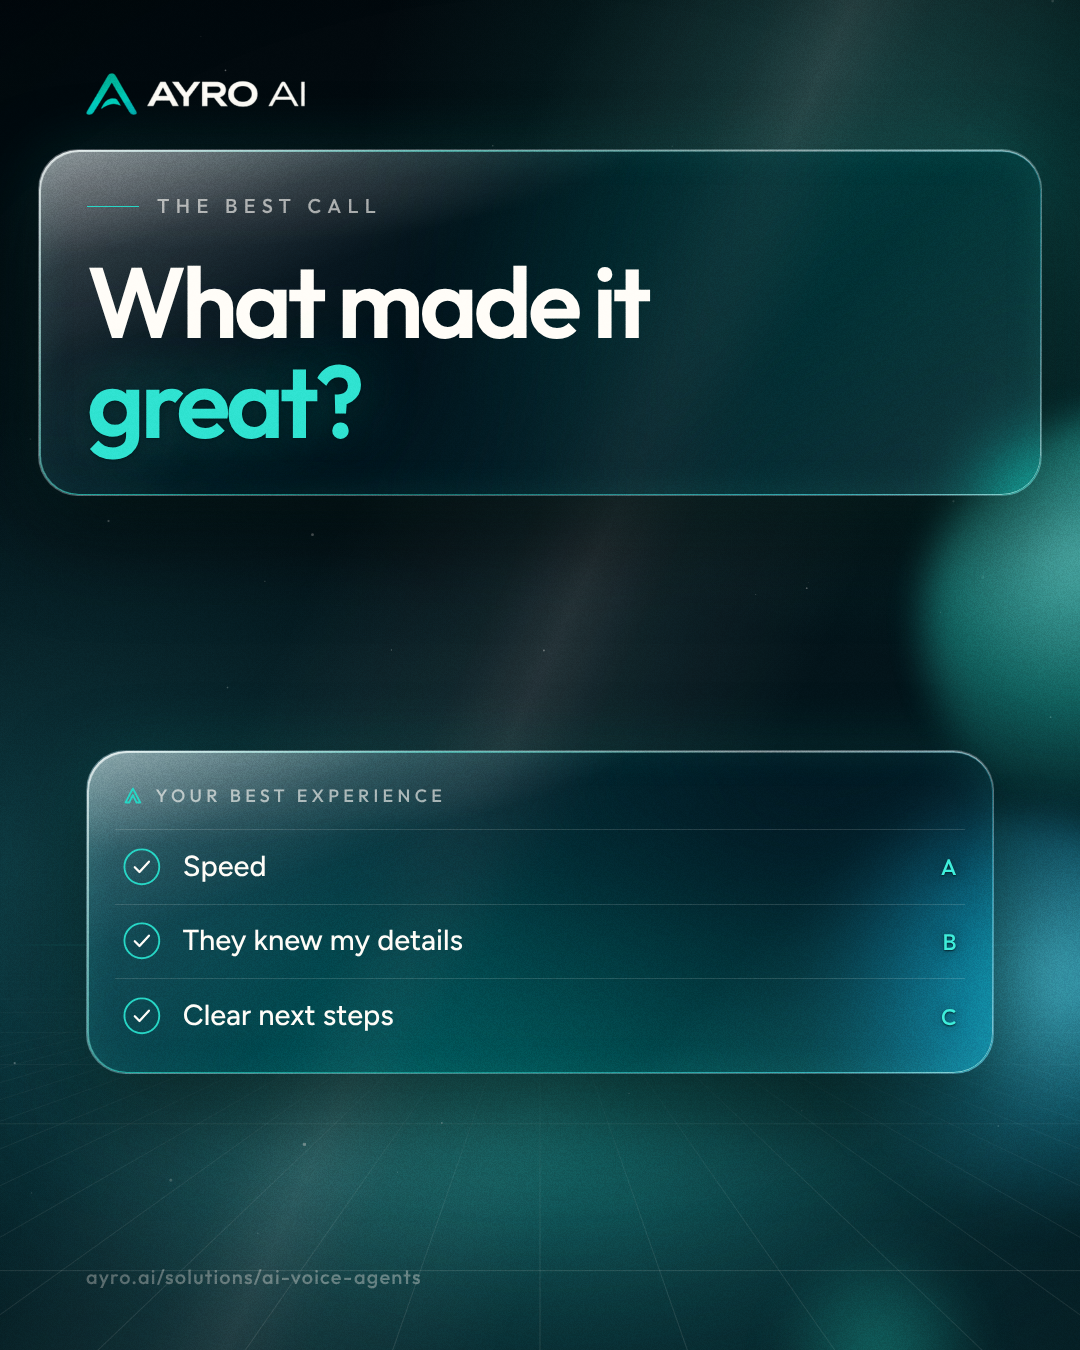 AYRO AI
THE BEST CALL
What made it
great?
YOUR BEST EXPERIENCE
Speed A
They knew my details B
Clear next steps C
ayro.ai/solutions/ai-voice-agents